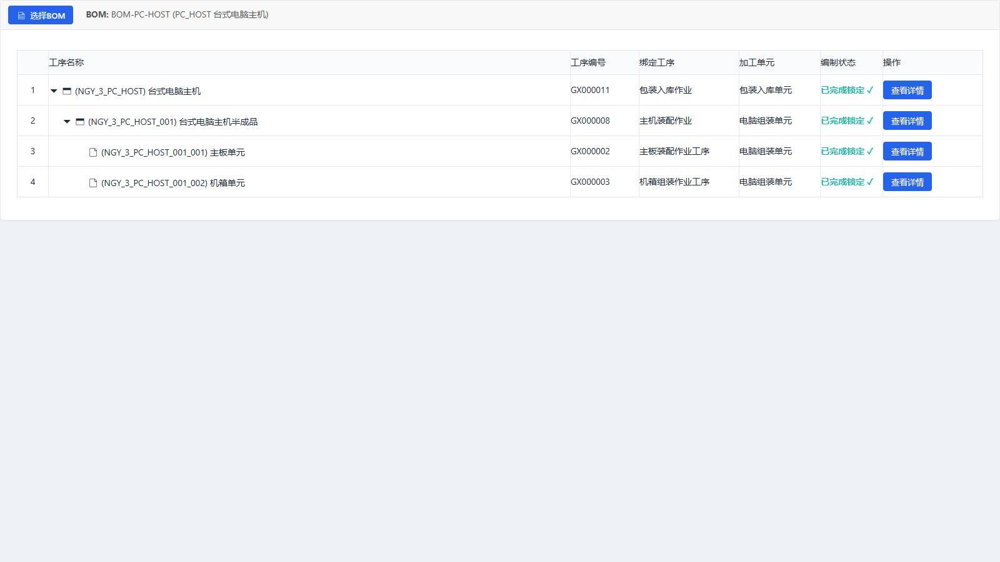 选择BOM BOM: BOM-PC-HOST (PC_HOST 台式电脑主机)
工序名称 工序编号 绑定工序 加工单元 编制状态 操作
1 (NGY_3_PC_HOST) 台式电脑主机 GX000011 包装入库作业 包装入库单元 已完成锁定 ✓ 查看详情
2 (NGY_3_PC_HOST_001) 台式电脑主机半成品 GX000008 主机装配作业 电脑组装单元 已完成锁定 ✓ 查看详情
3 (NGY_3_PC_HOST_001_001) 主板单元 GX000002 主板装配作业工序 电脑组装单元 已完成锁定 ✓ 查看详情
4 (NGY_3_PC_HOST_001_002) 机箱单元 GX000003 机箱组装作业工序 电脑组装单元 已完成锁定 ✓ 查看详情